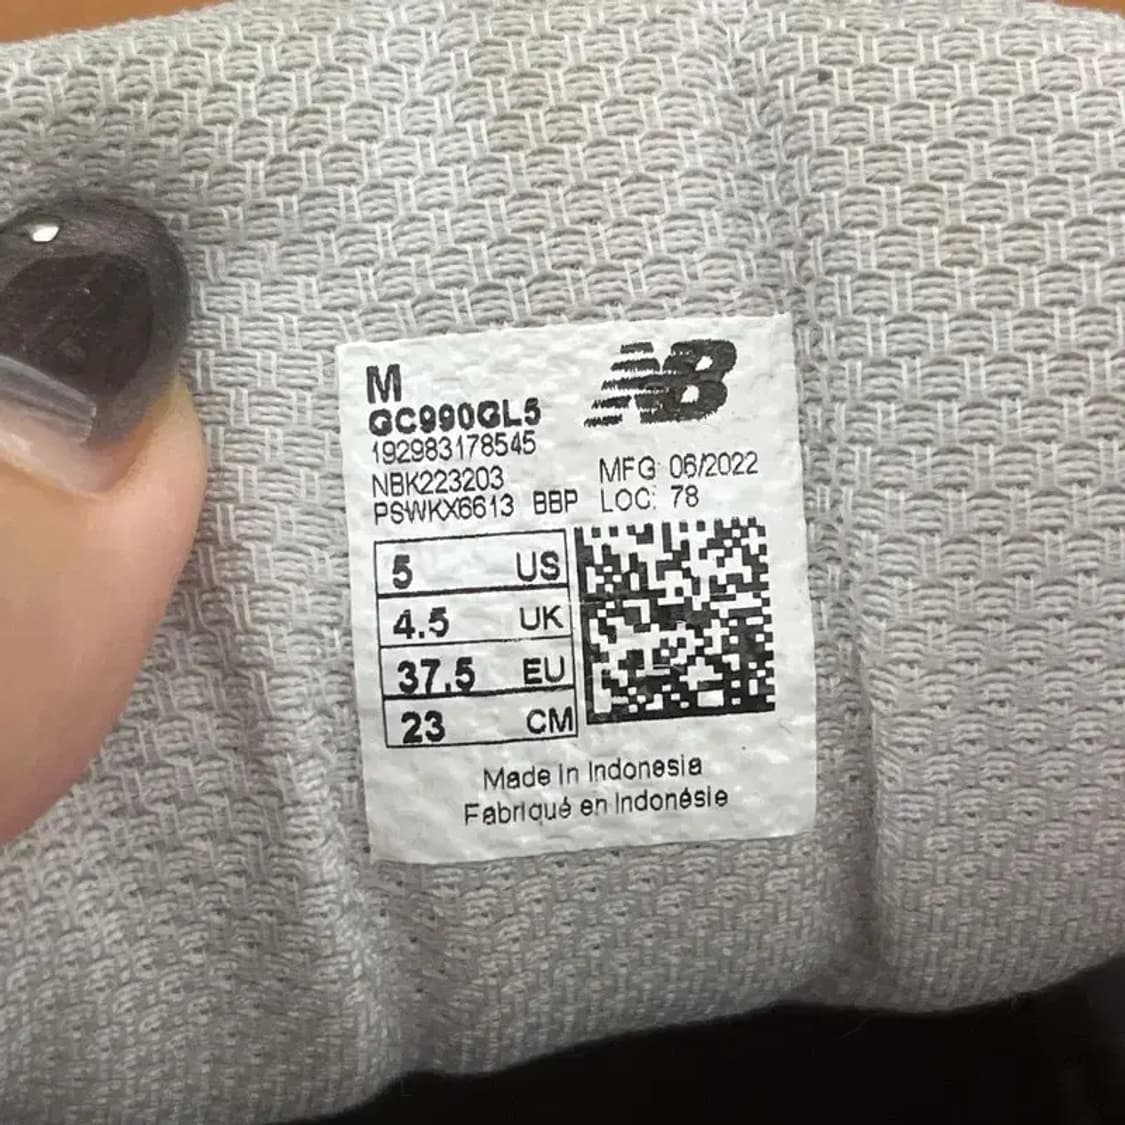 M
GC990GL5
192983178545
NBK223203
MFG: 06/2022
PSWKX6613 BBP
LOC: 78
5 US
4.5 UK
37.5 EU
23 CM
Made in Indonesia
Fabriqué en Indonésie
NB